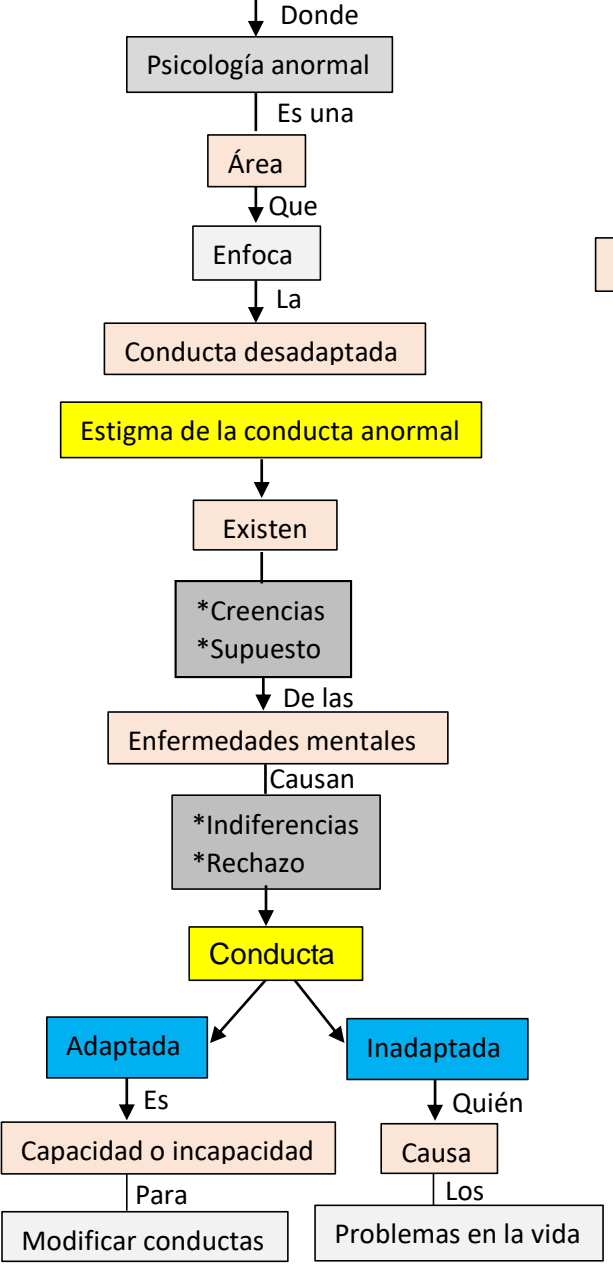 Donde
Psicología anormal
Es una
Área
Que
Enfoca
La
Conducta desadaptada
Estigma de la conducta anormal
Existen
*Creencias
*Supuesto
De las
Enfermedades mentales
Causan
*Indiferencias
*Rechazo
Conducta
Adaptada
Inadaptada
Es
Quién
Capacidad o incapacidad
Causa
Para
Los
Modificar conductas
Problemas en la vida